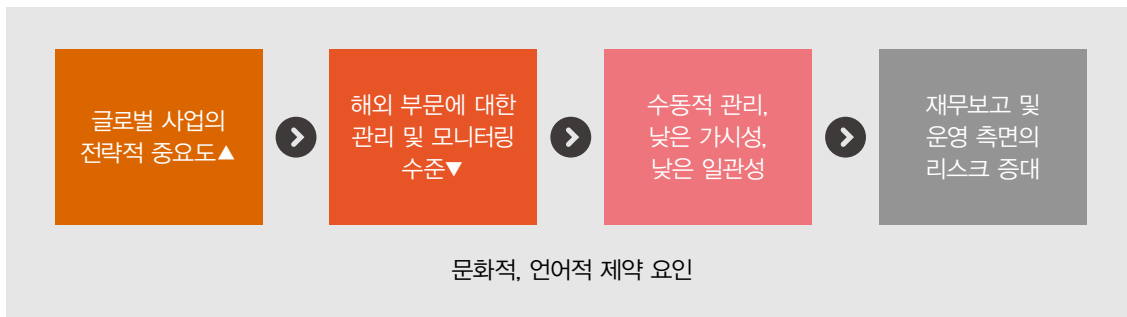 글로벌 사업의
전략적 중요도▲
해외 부문에 대한
관리 및 모니터링
수준▼
수동적 관리,
낮은 가시성,
낮은 일관성
재무보고 및
운영 측면의
리스크 증대
문화적, 언어적 제약 요인